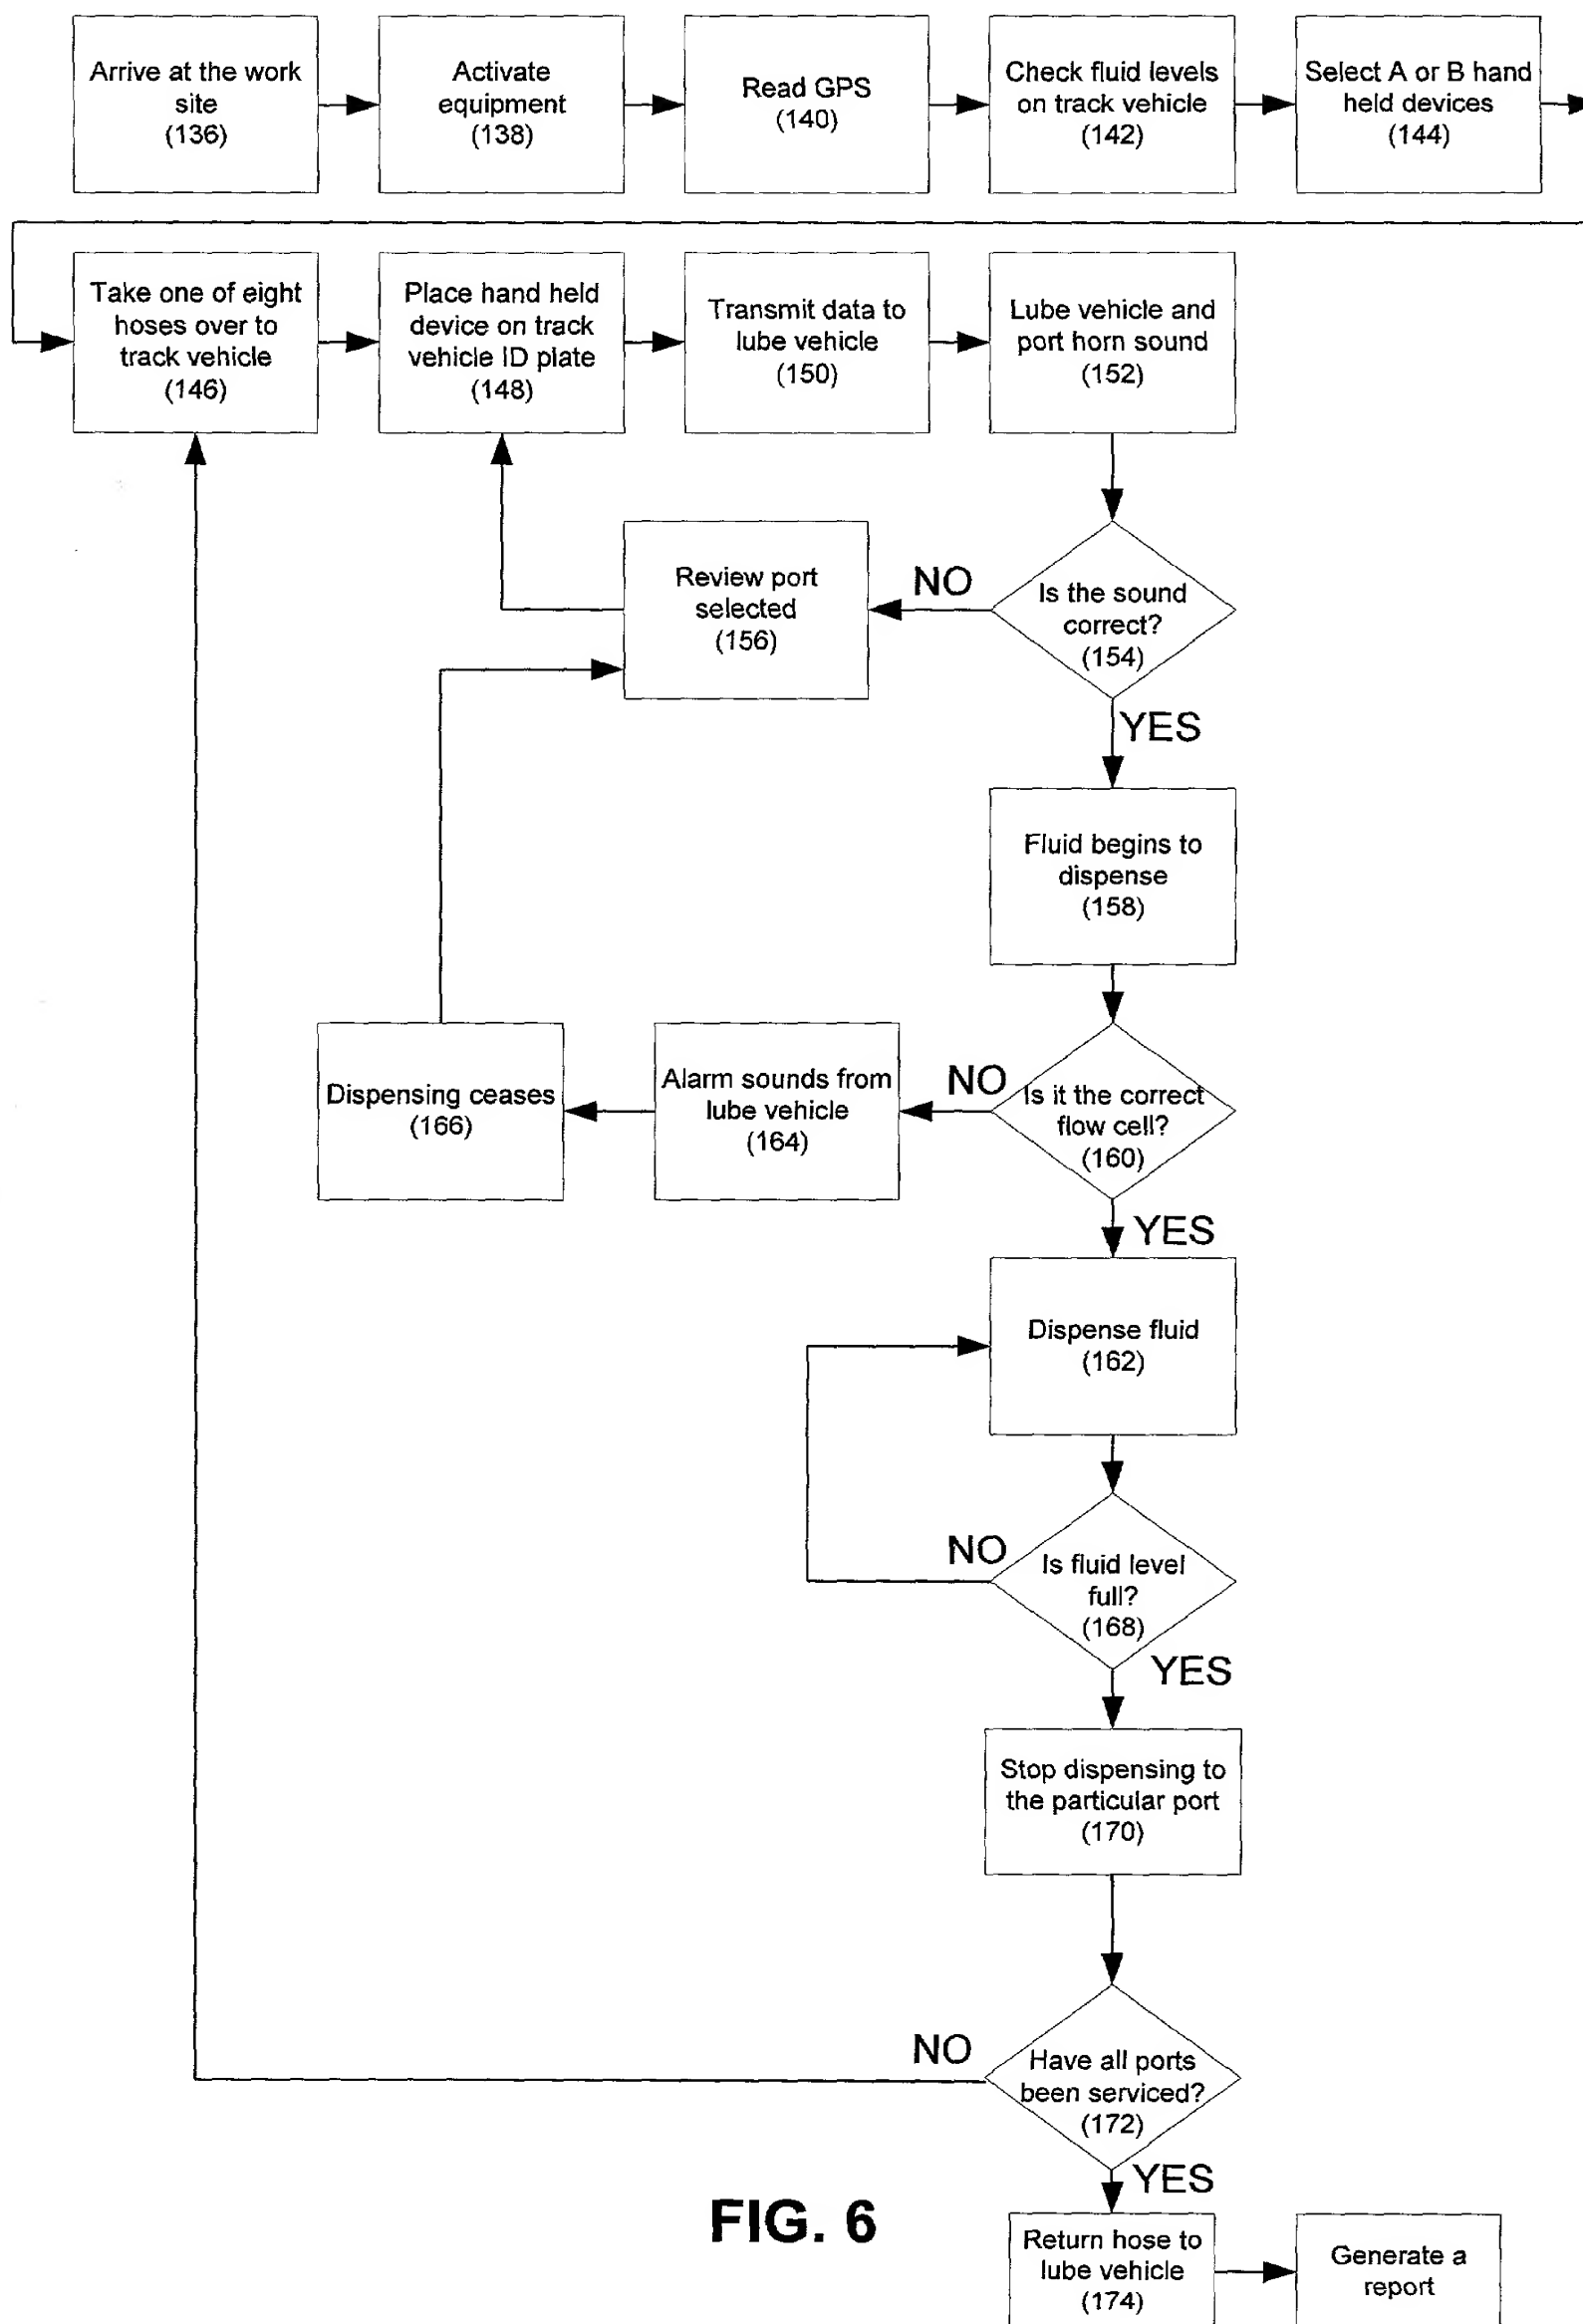 Arrive at the work
site
(136)
Activate
equipment
(138)
Read GPS
(140)
Check fluid levels
on track vehicle
(142)
Select A or B hand
held devices
(144)
Take one of eight
hoses over to
track vehicle
(146)
Place hand held
device on track
vehicle ID plate
(148)
Transmit data to
lube vehicle
(150)
Lube vehicle and
port horn sound
(152)
Review port
selected
(156)
NO
Is the sound
correct?
(154)
YES
Fluid begins to
dispense
(158)
Dispensing ceases
(166)
Alarm sounds from
lube vehicle
(164)
NO
Is it the correct
flow cell?
(160)
YES
Dispense fluid
(162)
NO
Is fluid level
full?
(168)
YES
Stop dispensing to
the particular port
(170)
NO
Have all ports
been serviced?
(172)
YES
FIG. 6
Return hose to
lube vehicle
(174)
Generate a
report